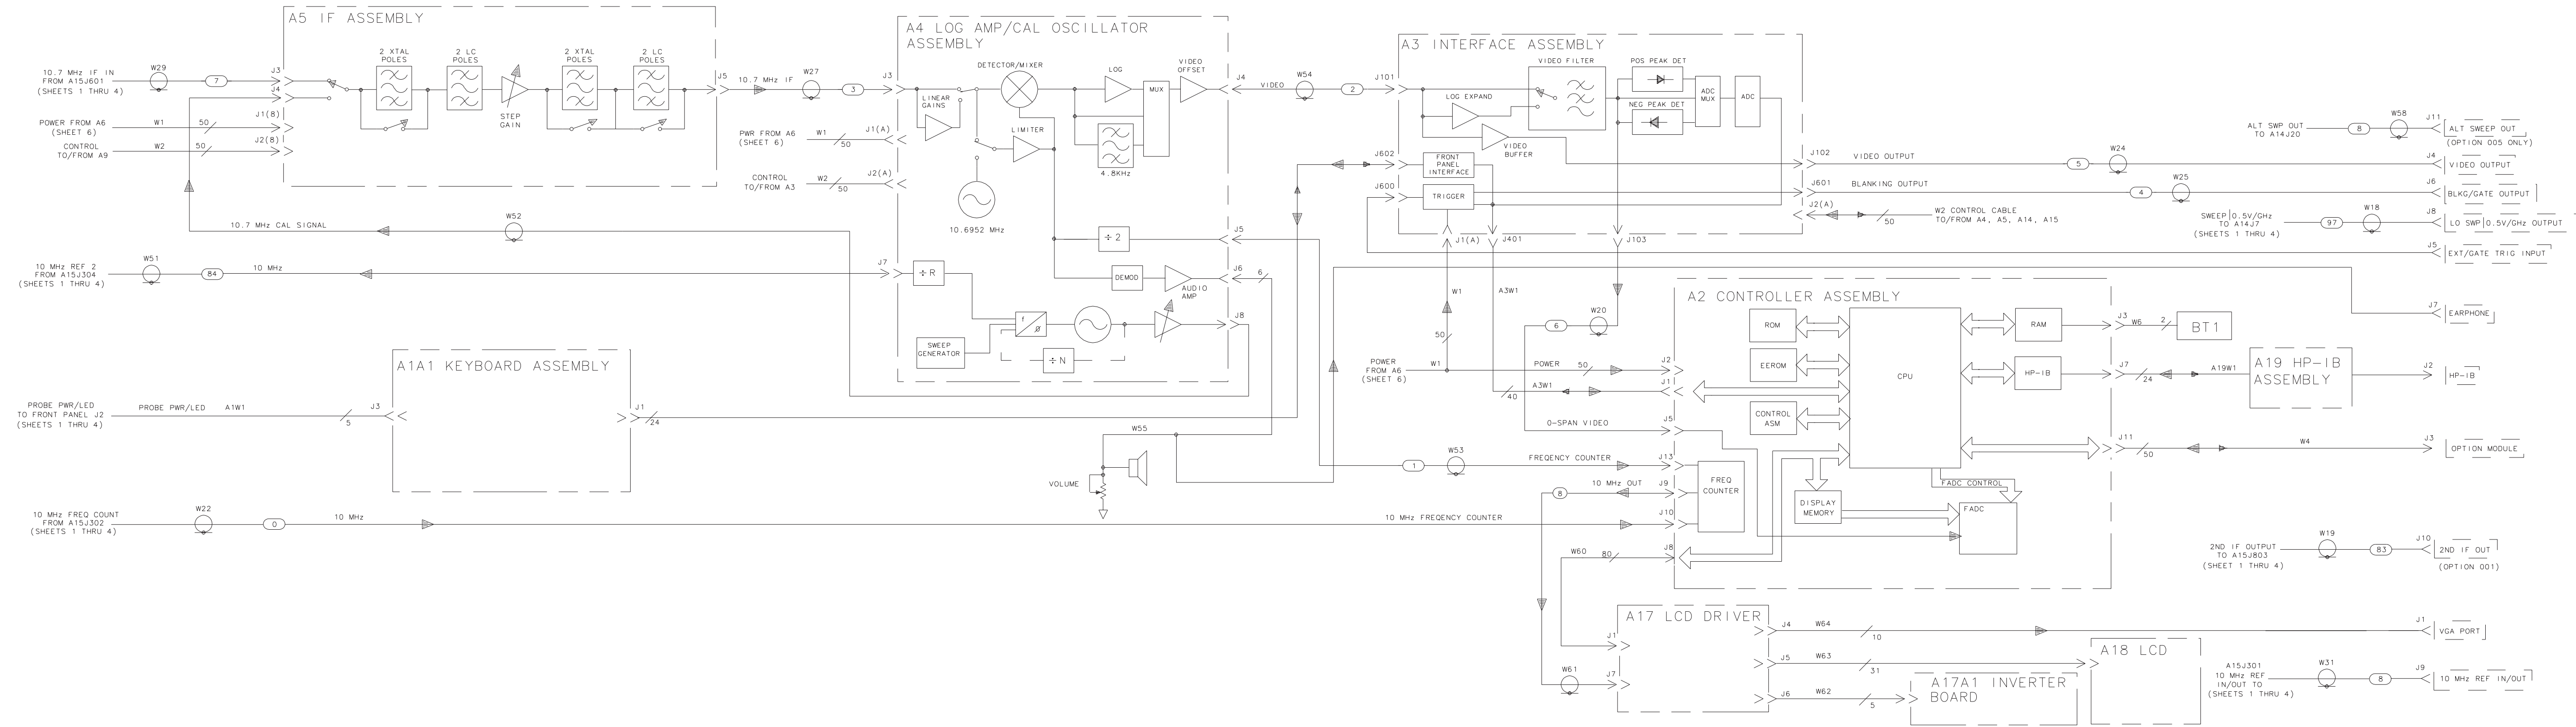 A5 IF ASSEMBLY
10.7 MHz IF IN
FROM A15J601
(SHEETS 1 THRU 4)
W29
7
J3
J4
2 XTAL
POLES
2 LC
POLES
STEP
GAIN
2 XTAL
POLES
2 LC
POLES
J5
POWER FROM A6
(SHEET 6)
W1
50
J1(8)
CONTROL
TO/FROM A9
W2
50
J2(8)
10.7 MHz IF
W27
3
J3
W52
10.7 MHz CAL SIGNAL
10 MHz REF 2
FROM A15J304
(SHEETS 1 THRU 4)
W51
84
10 MHz
J7
A4 LOG AMP/CAL OSCILLATOR
ASSEMBLY
DETECTOR/MIXER
LINEAR
GAINS
LIMITER
LOG
4.8KHz
MUX
VIDEO
OFFSET
J4
PWR FROM A6
(SHEET 6)
W1
50
J1(A)
CONTROL
TO/FROM A3
W2
50
J2(A)
10.6952 MHz
÷ 2
J5
DEMOD
AUDIO
AMP
J6
6
÷ R
f
Ø
SWEEP
GENERATOR
÷ N
J8
VIDEO
W54
2
J101
A3 INTERFACE ASSEMBLY
VIDEO FILTER
LOG EXPAND
VIDEO
BUFFER
POS PEAK DET
NEG PEAK DET
ADC
MUX
ADC
J602
FRONT
PANEL
INTERFACE
J600
TRIGGER
J102
VIDEO OUTPUT
5
W24
J601
BLANKING OUTPUT
4
W25
J2(A)
50
W2 CONTROL CABLE
TO/FROM A4, A5, A14, A15
J1(A)
J401
J103
W1
A3W1
50
W20
6
ALT SWP OUT
TO A14J20
8
W58
J11
ALT SWEEP OUT
(OPTION 005 ONLY)
J4
VIDEO OUTPUT
J6
BLKG/GATE OUTPUT
SWEEP|0.5V/GHz
TO A14J7
(SHEETS 1 THRU 4)
97
W18
J8
LO SWP|0.5V/GHz OUTPUT
J5
EXT/GATE TRIG INPUT
J7
EARPHONE
A1A1 KEYBOARD ASSEMBLY
PROBE PWR/LED
TO FRONT PANEL J2
(SHEETS 1 THRU 4)
PROBE PWR/LED
A1W1
5
J3
J1
24
W55
VOLUME
10 MHz FREQ COUNT
FROM A15J302
(SHEETS 1 THRU 4)
W22
0
10 MHz
10 MHz FREQENCY COUNTER
W53
1
FREQENCY COUNTER
POWER
FROM A6
(SHEET 6)
W1
POWER
50
J2
A3W1
40
J1
0-SPAN VIDEO
J5
J13
10 MHz OUT
8
J9
J10
W60
80
J8
A2 CONTROLLER ASSEMBLY
ROM
EEROM
CONTROL
ASM
CPU
RAM
HP-IB
FREQ
COUNTER
DISPLAY
MEMORY
FADC CONTROL
FADC
J3
W6
2
BT1
J7
24
A19W1
A19 HP-IB
ASSEMBLY
J2
HP-IB
J11
50
W4
J3
OPTION MODULE
2ND IF OUTPUT
TO A15J803
(SHEET 1 THRU 4)
W19
83
J10
2ND IF OUT
(OPTION 001)
A17 LCD DRIVER
W61
J1
J7
J4
W64
10
J1
VGA PORT
J5
W63
31
A18 LCD
J6
W62
5
A17A1 INVERTER
BOARD
A15J301
10 MHz REF
IN/OUT TO
(SHEETS 1 THRU 4)
W31
8
J9
10 MHz REF IN/OUT